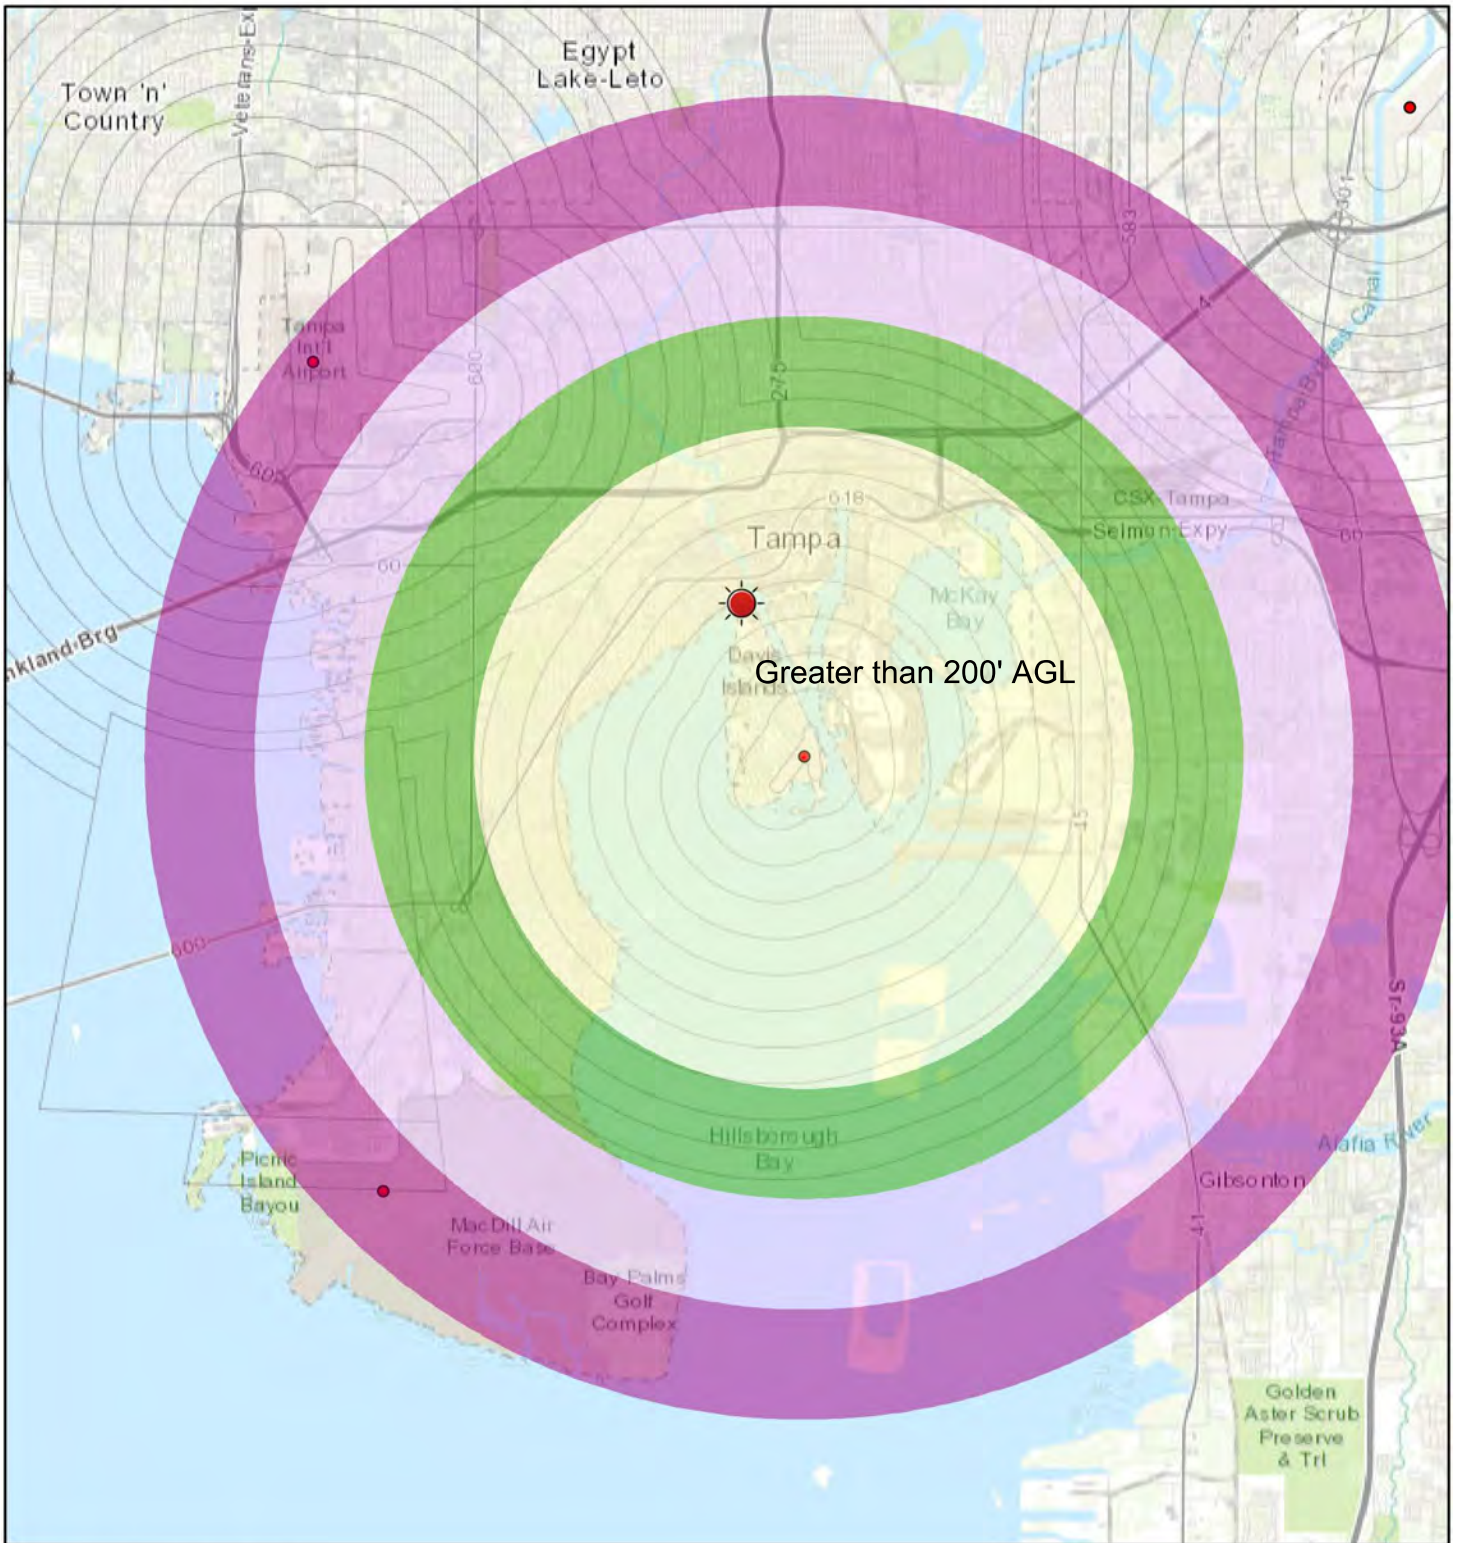 Egypt
Lake-Leto
Town 'n'
Country
Veterans-Ex
301
583
4
Tampa
Int'l
Airport
600
275
Tampa Bypass Canal
60
618
CSX-Tampa
Selmon-Expy
60
Tampa
60
McKay
Bay
nkland-Brg
Davis
Islands
Greater than 200' AGL
45
600
Sr-93A
Hillsborough
Bay
Alafia River
Picnic
Island
Bayou
Gibsonton
MacDill Air
Force Base
41
Bay Palms
Golf
Complex
Golden
Aster Scrub
Preserve
& Trl